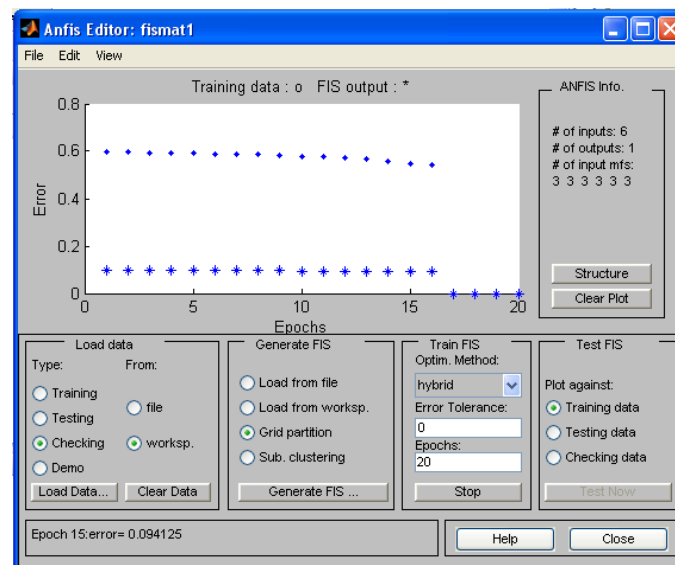 Anfis Editor: fismat1
File Edit View
Training data : o FIS output : *
0.8
0.6
0.4
0.2
0
Error
0 5 10 15 20
Epochs
ANFIS Info.
# of inputs: 6
# of outputs: 1
# of input mfs:
3 3 3 3 3 3
Structure
Clear Plot
Load data
Type: From:
Training
Testing
Checking
Demo
file
worksp.
Load Data... Clear Data
Generate FIS
Load from file
Load from worksp.
Grid partition
Sub. clustering
Generate FIS ...
Train FIS
Optim. Method:
hybrid
Error Tolerance:
0
Epochs:
20
Stop
Test FIS
Plot against:
Training data
Testing data
Checking data
Test Now
Epoch 15:error= 0.094125
Help Close